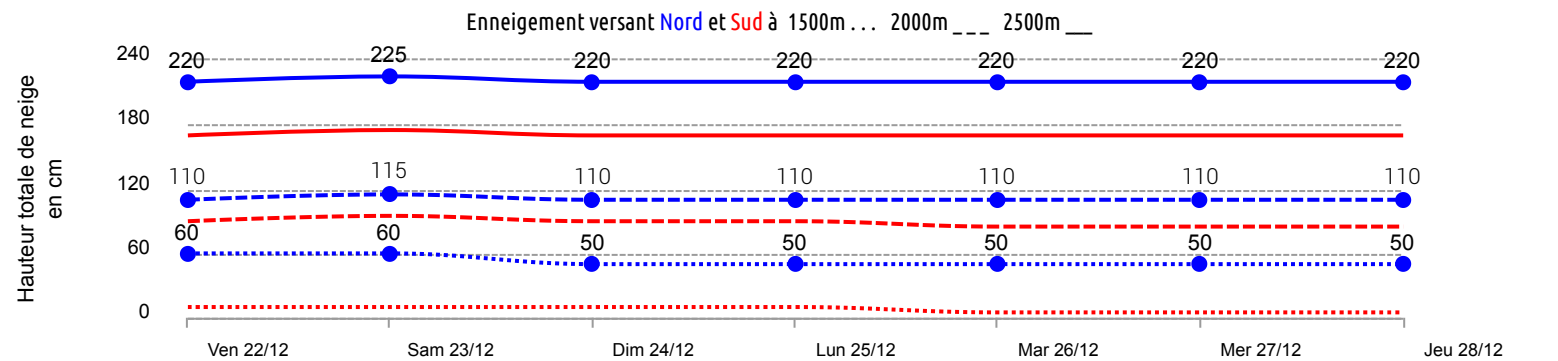 Enneigement versant Nord et Sud à 1500m . . . 2000m _ _ _ 2500m __
Hauteur totale de neige
en cm
240
180
120
60
0
220 225 220 220 220 220 220
110 115 110 110 110 110 110
60 60 50 50 50 50 50
Ven 22/12 Sam 23/12 Dim 24/12 Lun 25/12 Mar 26/12 Mer 27/12 Jeu 28/12